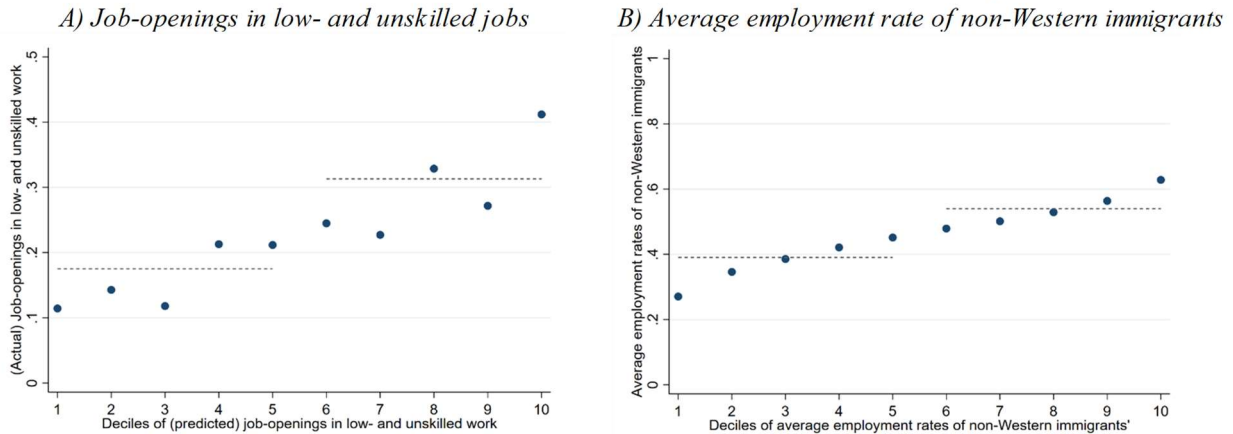 A) Job-openings in low- and unskilled jobs
(Actual) Job-openings in low- and unskilled work
.5
.4
.3
.2
.1
0
1 2 3 4 5 6 7 8 9 10
Deciles of (predicted) job-openings in low- and unskilled work
B) Average employment rate of non-Western immigrants
Average employment rates of non-Western immigrants
1
.8
.6
.4
.2
0
1 2 3 4 5 6 7 8 9 10
Deciles of average employment rates of non-Western immigrants'